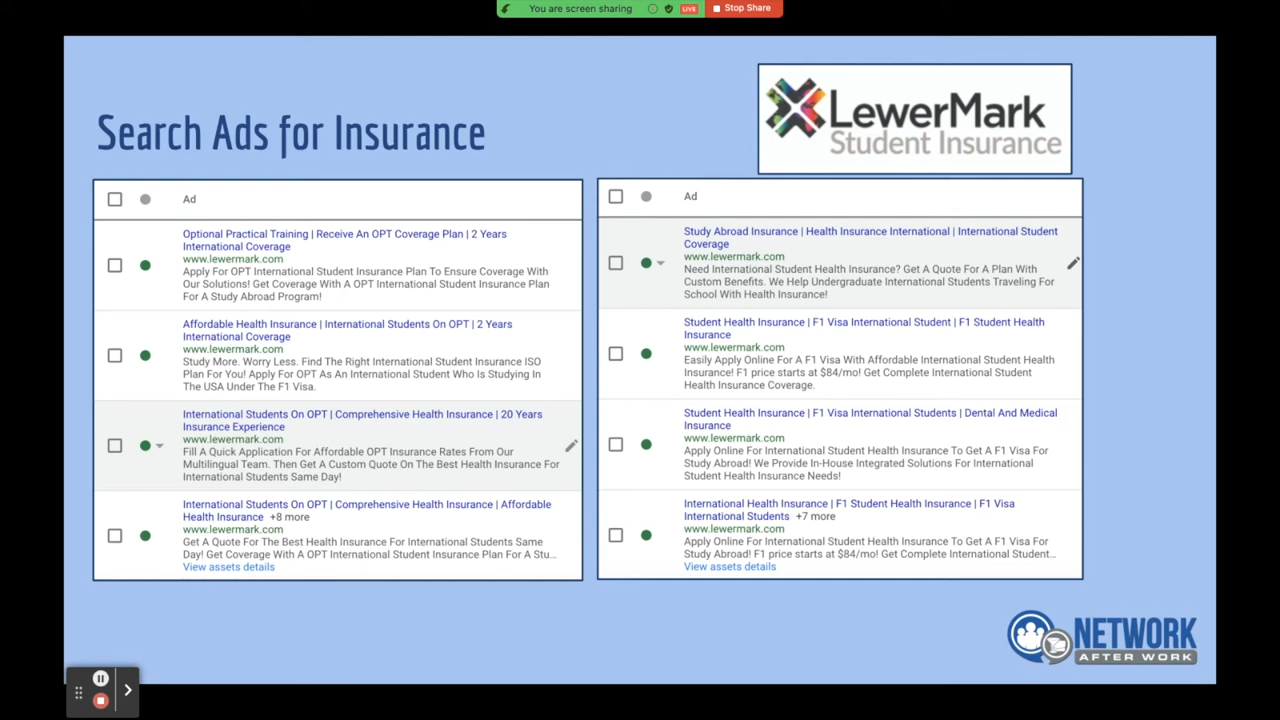 You are screen sharing LIVE Stop Share
LewerMark
Student Insurance
Search Ads for Insurance
Ad
Optional Practical Training | Receive An OPT Coverage Plan | 2 Years
International Coverage
www.lewermark.com
Apply For OPT International Student Insurance Plan To Ensure Coverage With
Our Solutions! Get Coverage With A OPT International Student Insurance Plan
For A Study Abroad Program!
Affordable Health Insurance | International Students On OPT | 2 Years
International Coverage
www.lewermark.com
Study More. Worry Less. Find The Right International Student Insurance ISO
Plan For You! Apply For OPT As An International Student Who Is Studying In
The USA Under The F1 Visa.
International Students On OPT | Comprehensive Health Insurance | 20 Years
Insurance Experience
www.lewermark.com
Fill A Quick Application For Affordable OPT Insurance Rates From Our
Multilingual Team. Then Get A Custom Quote On The Best Health Insurance For
International Students Same Day!
International Students On OPT | Comprehensive Health Insurance | Affordable
Health Insurance +8 more
www.lewermark.com
Get A Quote For The Best Health Insurance For International Students Same
Day! Get Coverage With A OPT International Student Insurance Plan For A Stu...
View assets details
Ad
Study Abroad Insurance | Health Insurance International | International Student
Coverage
www.lewermark.com
Need International Student Health Insurance? Get A Quote For A Plan With
Custom Benefits. We Help Undergraduate International Students Traveling For
School With Health Insurance!
Student Health Insurance | F1 Visa International Student | F1 Student Health
Insurance
www.lewermark.com
Easily Apply Online For A F1 Visa With Affordable International Student Health
Insurance! F1 price starts at $84/mo! Get Complete International Student
Health Insurance Coverage.
Student Health Insurance | F1 Visa International Students | Dental And Medical
Insurance
www.lewermark.com
Apply Online For International Student Health Insurance To Get A F1 Visa For
Study Abroad! We Provide In-House Integrated Solutions For International
Student Health Insurance Needs!
International Health Insurance | F1 Student Health Insurance | F1 Visa
International Students +7 more
www.lewermark.com
Apply Online For International Student Health Insurance To Get A F1 Visa For
Study Abroad! F1 price starts at $84/mo! Get Complete International Student...
View assets details
NETWORK
AFTER WORK